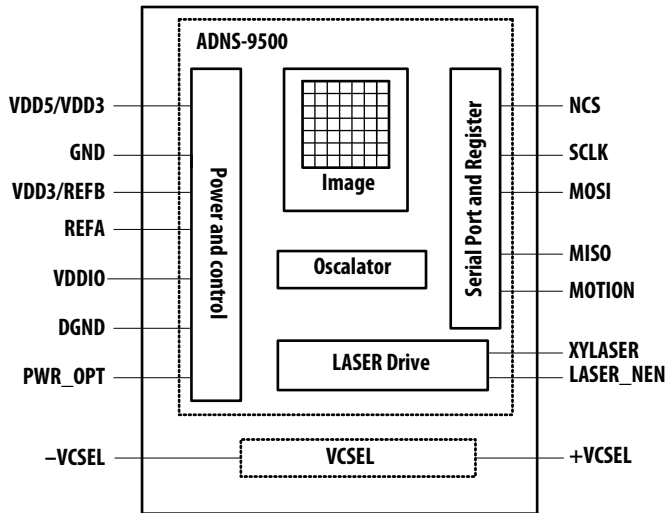 ADNS-9500
VDD5/VDD3
GND
VDD3/REFB
REFA
VDDIO
DGND
PWR_OPT
–VCSEL
Power and control
Image
Oscalator
LASER Drive
VCSEL
Serial Port and Register
NCS
SCLK
MOSI
MISO
MOTION
XYLASER
LASER_NEN
+VCSEL